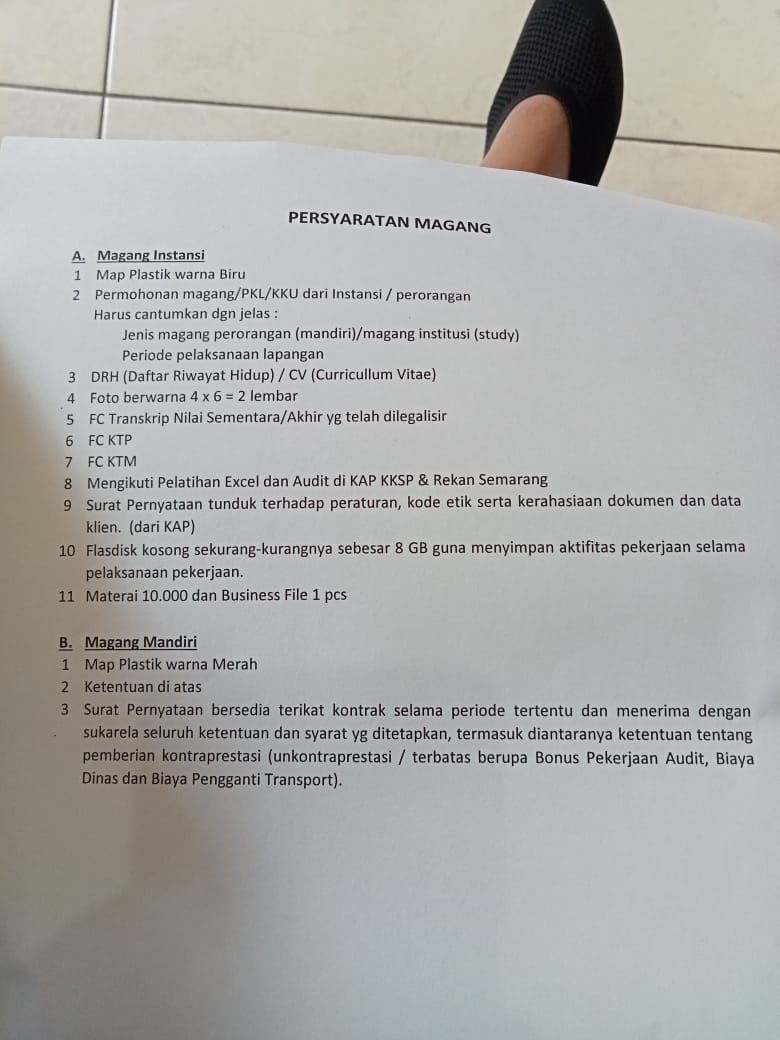 PERSYARATAN MAGANG
A. Magang Instansi
1 Map Plastik warna Biru
2 Permohonan magang/PKL/KKU dari Instansi / perorangan
Harus cantumkan dgn jelas :
Jenis magang perorangan (mandiri)/magang institusi (study)
Periode pelaksanaan lapangan
3 DRH (Daftar Riwayat Hidup) / CV (Curricullum Vitae)
4 Foto berwarna 4 x 6 = 2 lembar
5 FC Transkrip Nilai Sementara/Akhir yg telah dilegalisir
6 FC KTP
7 FC KTM
8 Mengikuti Pelatihan Excel dan Audit di KAP KKSP & Rekan Semarang
9 Surat Pernyataan tunduk terhadap peraturan, kode etik serta kerahasiaan dokumen dan data
klien. (dari KAP)
10 Flasdisk kosong sekurang-kurangnya sebesar 8 GB guna menyimpan aktifitas pekerjaan selama
pelaksanaan pekerjaan.
11 Materai 10.000 dan Business File 1 pcs
B. Magang Mandiri
1 Map Plastik warna Merah
2 Ketentuan di atas
3 Surat Pernyataan bersedia terikat kontrak selama periode tertentu dan menerima dengan
sukarela seluruh ketentuan dan syarat yg ditetapkan, termasuk diantaranya ketentuan tentang
pemberian kontraprestasi (unkontraprestasi / terbatas berupa Bonus Pekerjaan Audit, Biaya
Dinas dan Biaya Pengganti Transport).